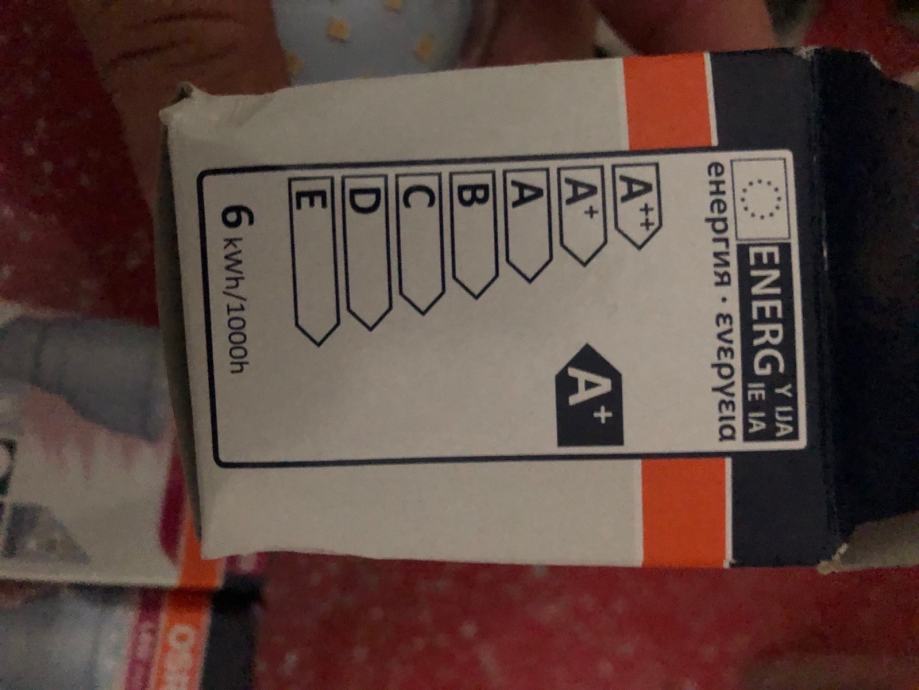 ENERG Y IJA
IE IA
енергия · ενεργεια
A++
A+
A
B
C
D
E
A+
6 kWh/1000h